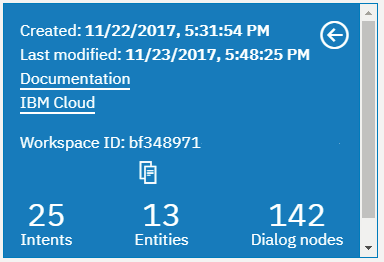 Created: 11/22/2017, 5:31:54 PM
Last modified: 11/23/2017, 5:48:25 PM
Documentation
IBM Cloud
Workspace ID: bf348971
25 13 142
Intents Entities Dialog nodes